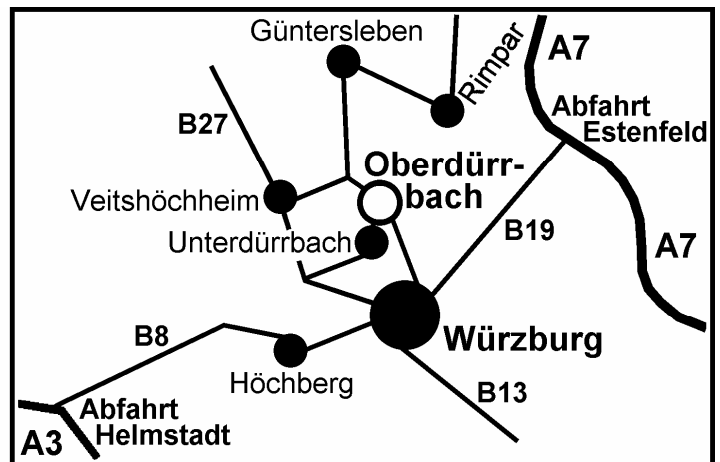 Güntersleben
Rimpar
A7
Abfahrt
Estenfeld
B27
Oberdürr-
bach
Veitshöchheim
Unterdürrbach
B19
A7
B8
Würzburg
Höchberg
B13
Abfahrt
Helmstadt
A3